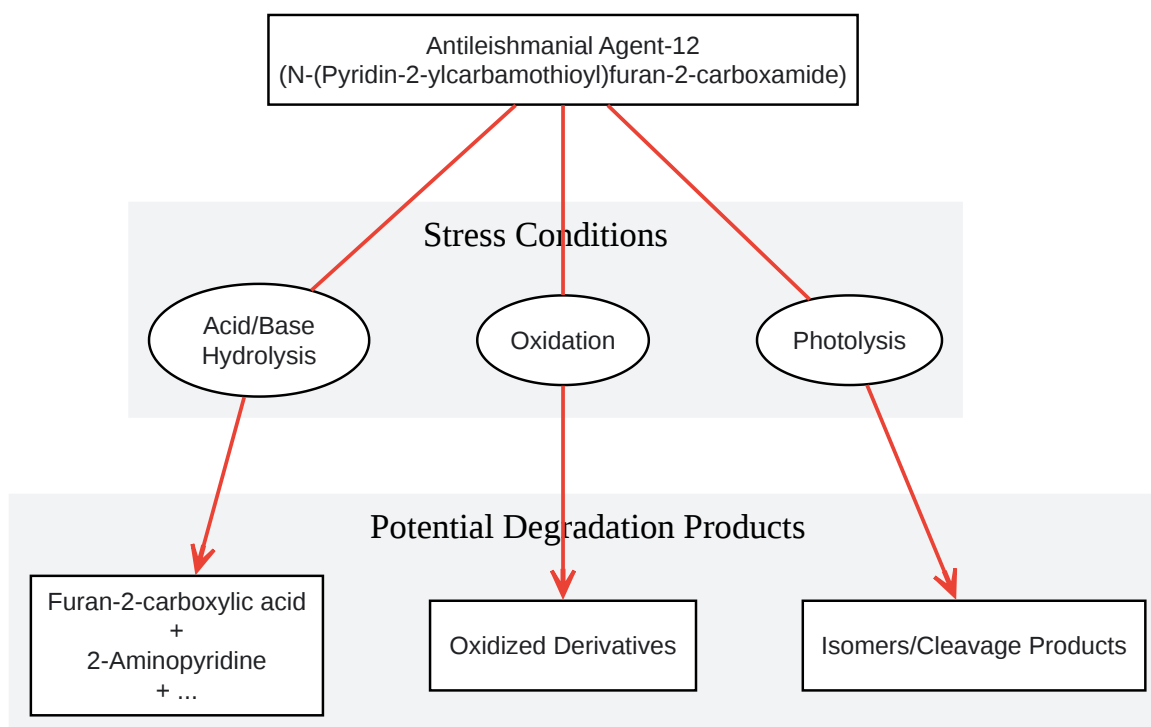 Antileishmanial Agent-12
(N-(Pyridin-2-ylcarbamothioyl)furan-2-carboxamide)
Stress Conditions
Acid/Base
Hydrolysis
Oxidation
Photolysis
Potential Degradation Products
Furan-2-carboxylic acid
+
2-Aminopyridine
+ ...
Oxidized Derivatives
Isomers/Cleavage Products